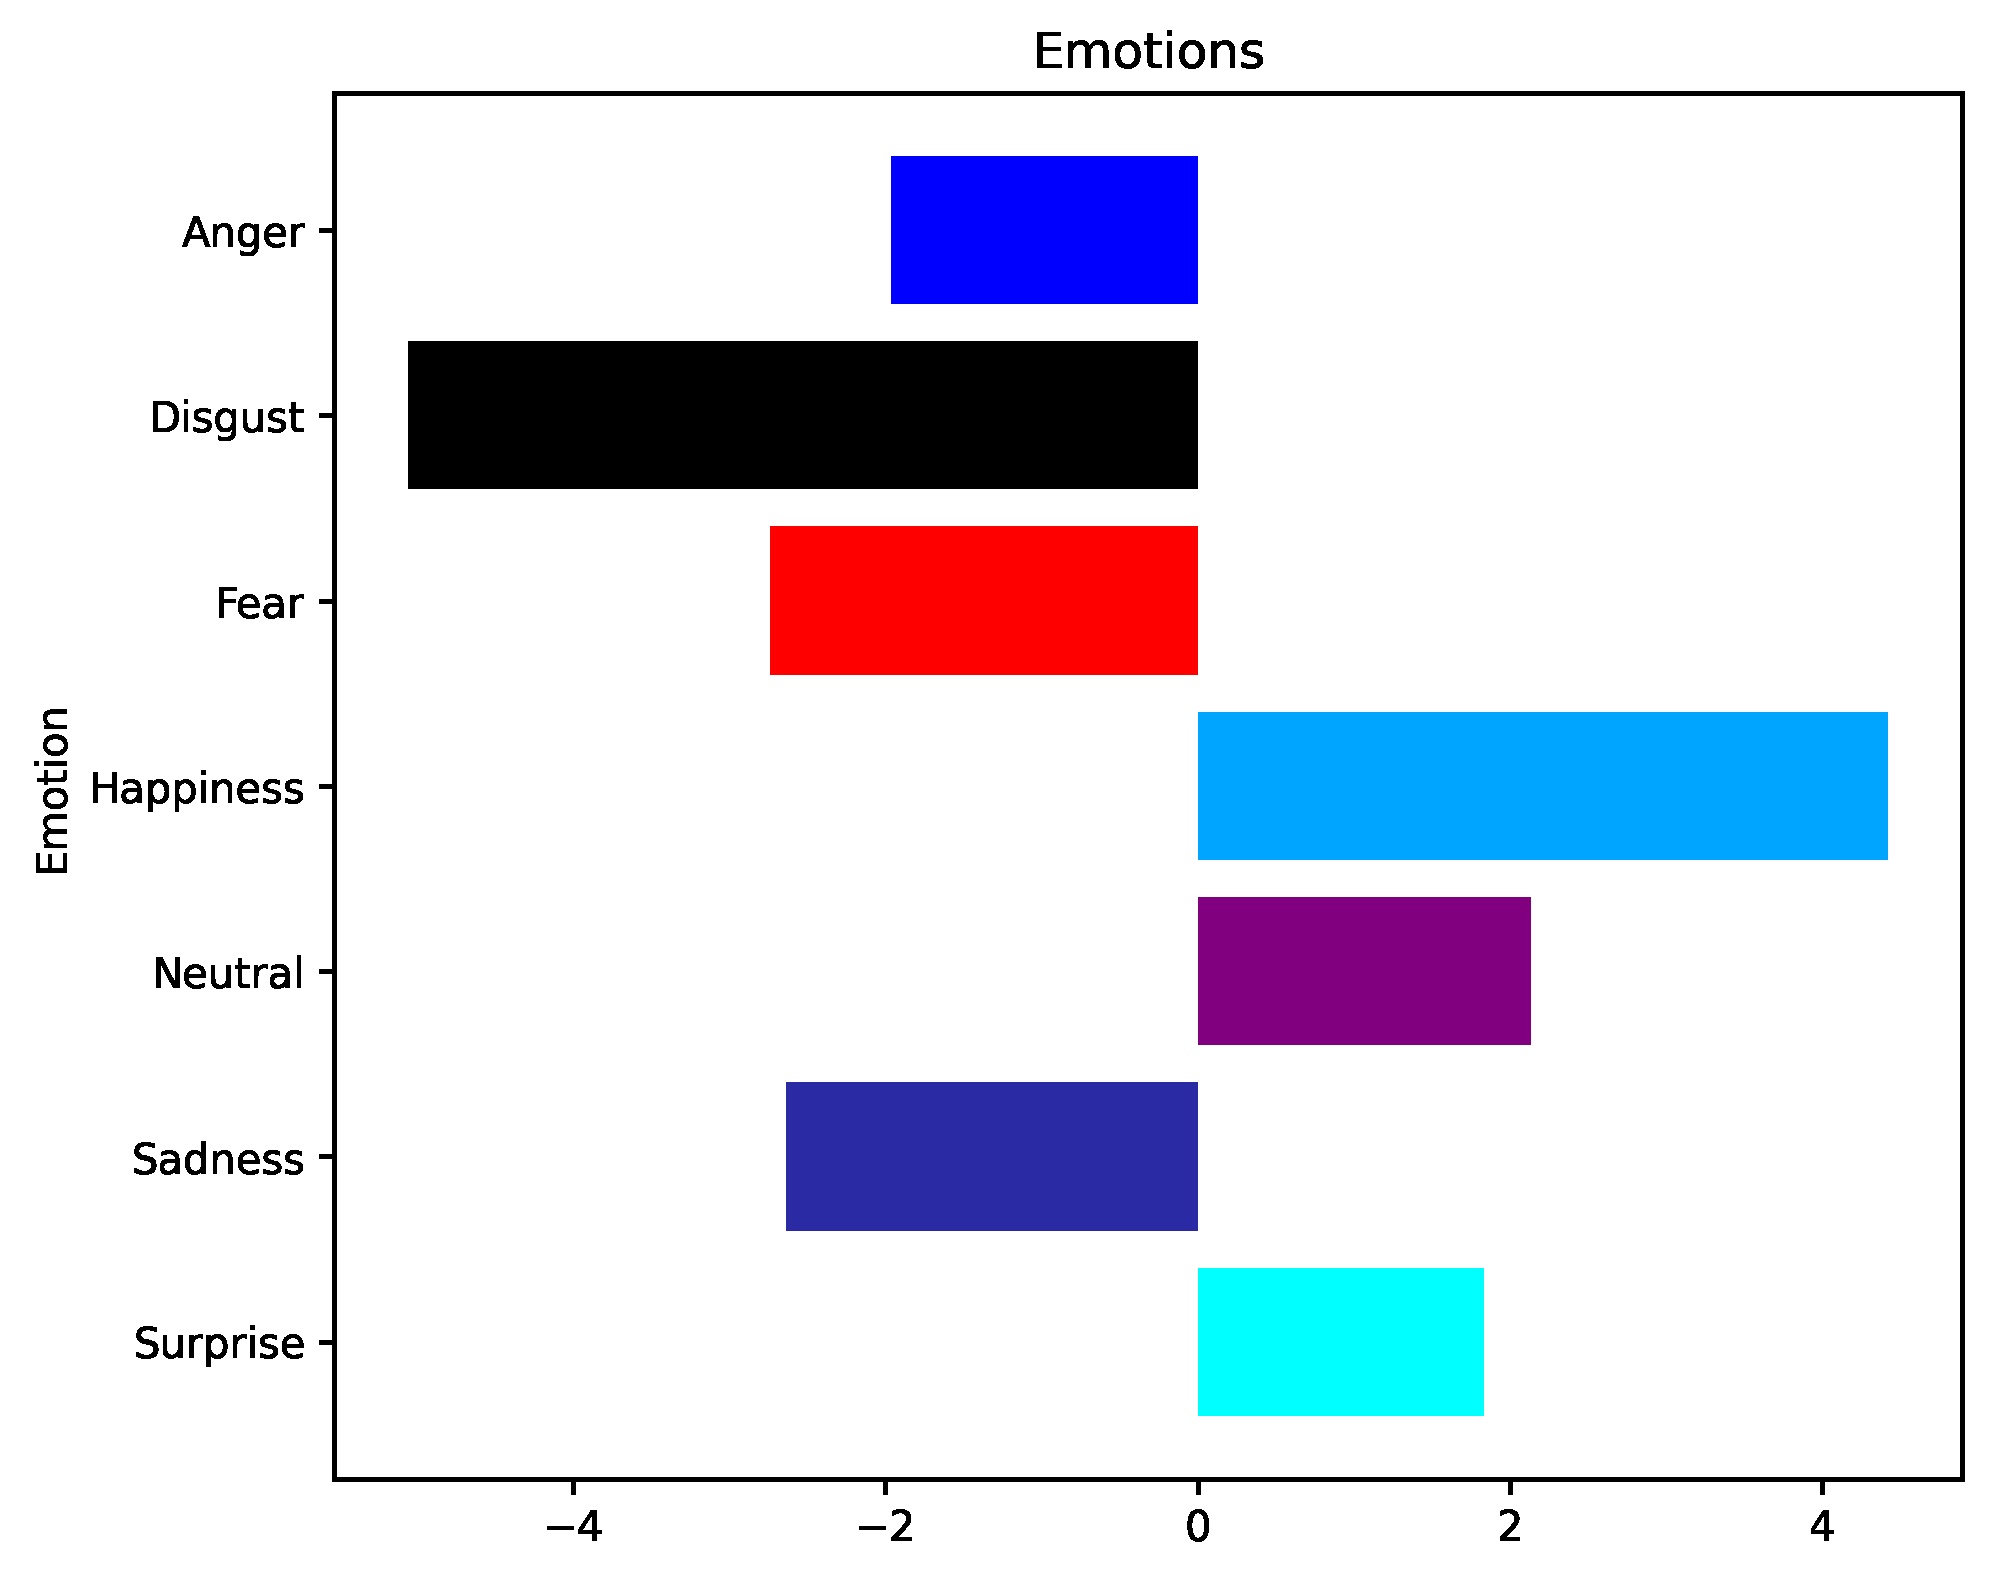 Emotions
Anger
Disgust
Fear
Happiness
Neutral
Sadness
Surprise
Emotion
−4 −2 0 2 4